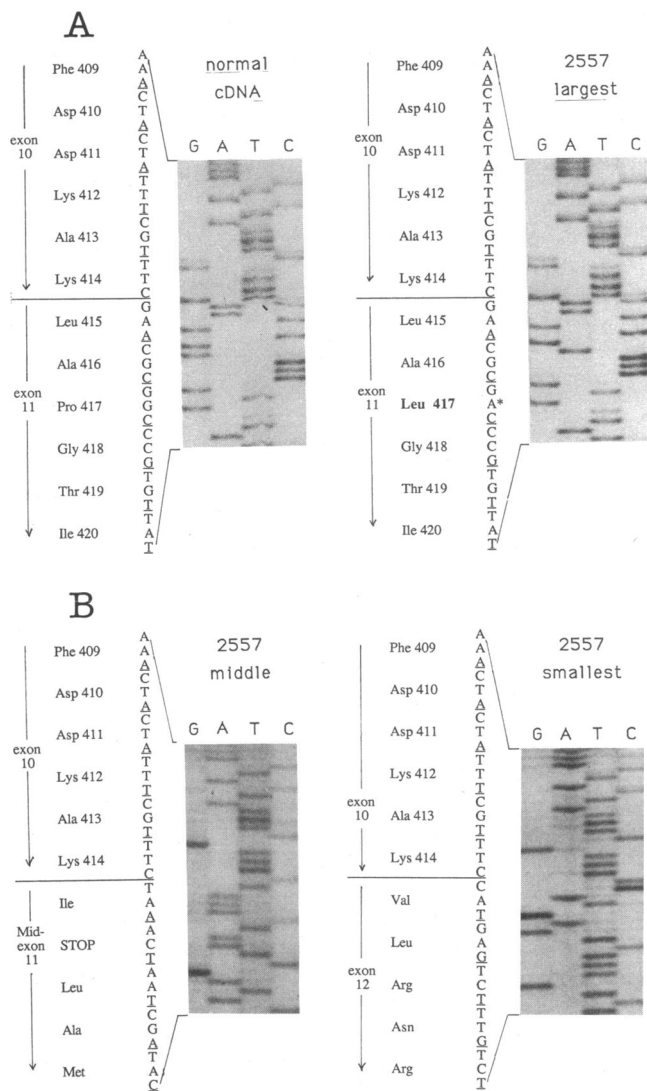 A
normal
cDNA
G A T C
exon
10
exon
11
Phe 409
Asp 410
Asp 411
Lys 412
Ala 413
Lys 414
Leu 415
Ala 416
Pro 417
Gly 418
Thr 419
Ile 420
A
A
A
C
T
A
C
T
A
T
T
T
C
G
T
T
T
C
G
A
A
C
G
C
G
G
C
C
C
G
T
G
T
T
A
T
2557
largest
G A T C
exon
10
exon
11
Phe 409
Asp 410
Asp 411
Lys 412
Ala 413
Lys 414
Leu 415
Ala 416
Leu 417
Gly 418
Thr 419
Ile 420
A
A
A
C
T
A
C
T
A
T
T
T
C
G
T
T
T
C
G
A
A
C
G
C
G
A*
C
C
C
G
T
G
T
T
A
T
B
2557
middle
G A T C
exon
10
Mid-
exon
11
Phe 409
Asp 410
Asp 411
Lys 412
Ala 413
Lys 414
Ile
STOP
Leu
Ala
Met
A
A
A
C
T
A
C
T
A
T
T
T
C
G
T
T
T
C
T
A
A
A
C
T
A
A
T
C
G
A
T
A
C
2557
smallest
G A T C
exon
10
exon
12
Phe 409
Asp 410
Asp 411
Lys 412
Ala 413
Lys 414
Val
Leu
Arg
Asn
Arg
A
A
A
C
T
A
C
T
A
T
T
T
C
G
T
T
T
C
C
A
T
G
A
G
T
C
T
T
T
G
T
C
T